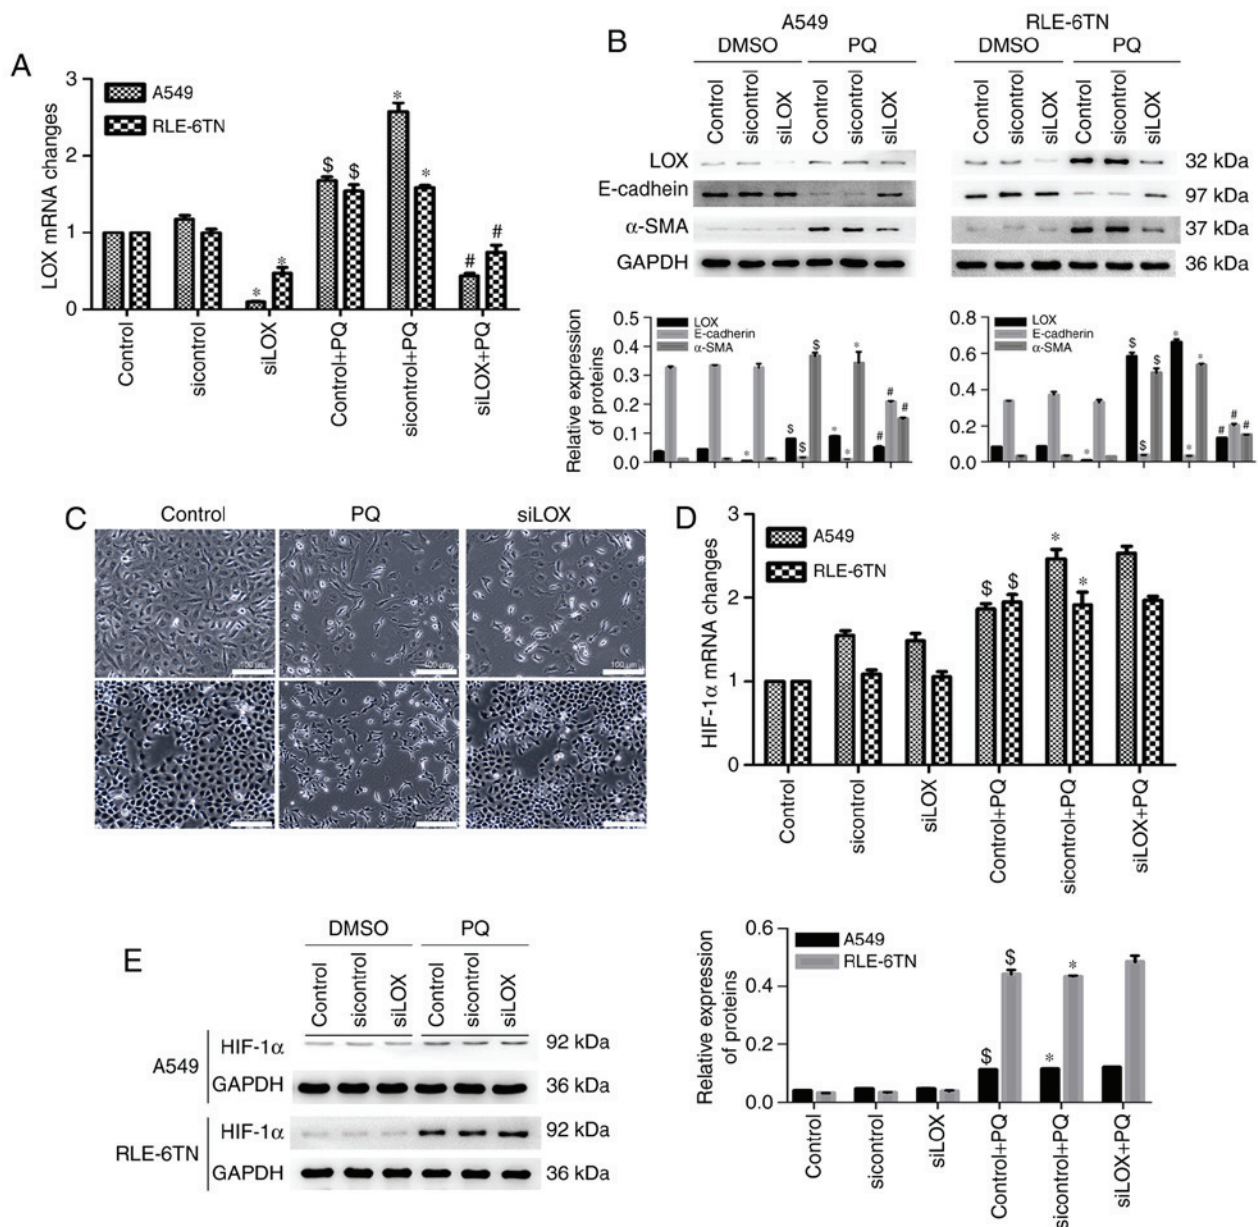 A
LOX mRNA changes
3
2
1
0
A549
RLE-6TN
*
*
$
$
*
*
#
#
Control
sicontrol
siLOX
Control+PQ
sicontrol+PQ
siLOX+PQ
B
A549
RLE-6TN
DMSO
PQ
DMSO
PQ
Control
sicontrol
siLOX
Control
sicontrol
siLOX
Control
sicontrol
siLOX
Control
sicontrol
siLOX
LOX
32 kDa
E-cadhein
97 kDa
α-SMA
37 kDa
GAPDH
36 kDa
Relative expression
of proteins
0.5
0.4
0.3
0.2
0.1
0.0
LOX
E-cadherin
α-SMA
*
$
$
$
*
*
*
#
#
#
0.8
0.6
0.4
0.2
0.0
LOX
E-cadherin
α-SMA
*
$
$
$
*
*
*
# # #
C
Control
PQ
siLOX
100 µm
100 µm
100 µm
D
HIF-1α mRNA changes
3
2
1
0
A549
RLE-6TN
$
$
*
*
Control
sicontrol
siLOX
Control+PQ
sicontrol+PQ
siLOX+PQ
E
DMSO
PQ
Control
sicontrol
siLOX
Control
sicontrol
siLOX
A549
HIF-1α
92 kDa
GAPDH
36 kDa
RLE-6TN
HIF-1α
92 kDa
GAPDH
36 kDa
Relative expression
of proteins
0.6
0.4
0.2
0.0
A549
RLE-6TN
$
$
*
*
Control
sicontrol
siLOX
Control+PQ
sicontrol+PQ
siLOX+PQ